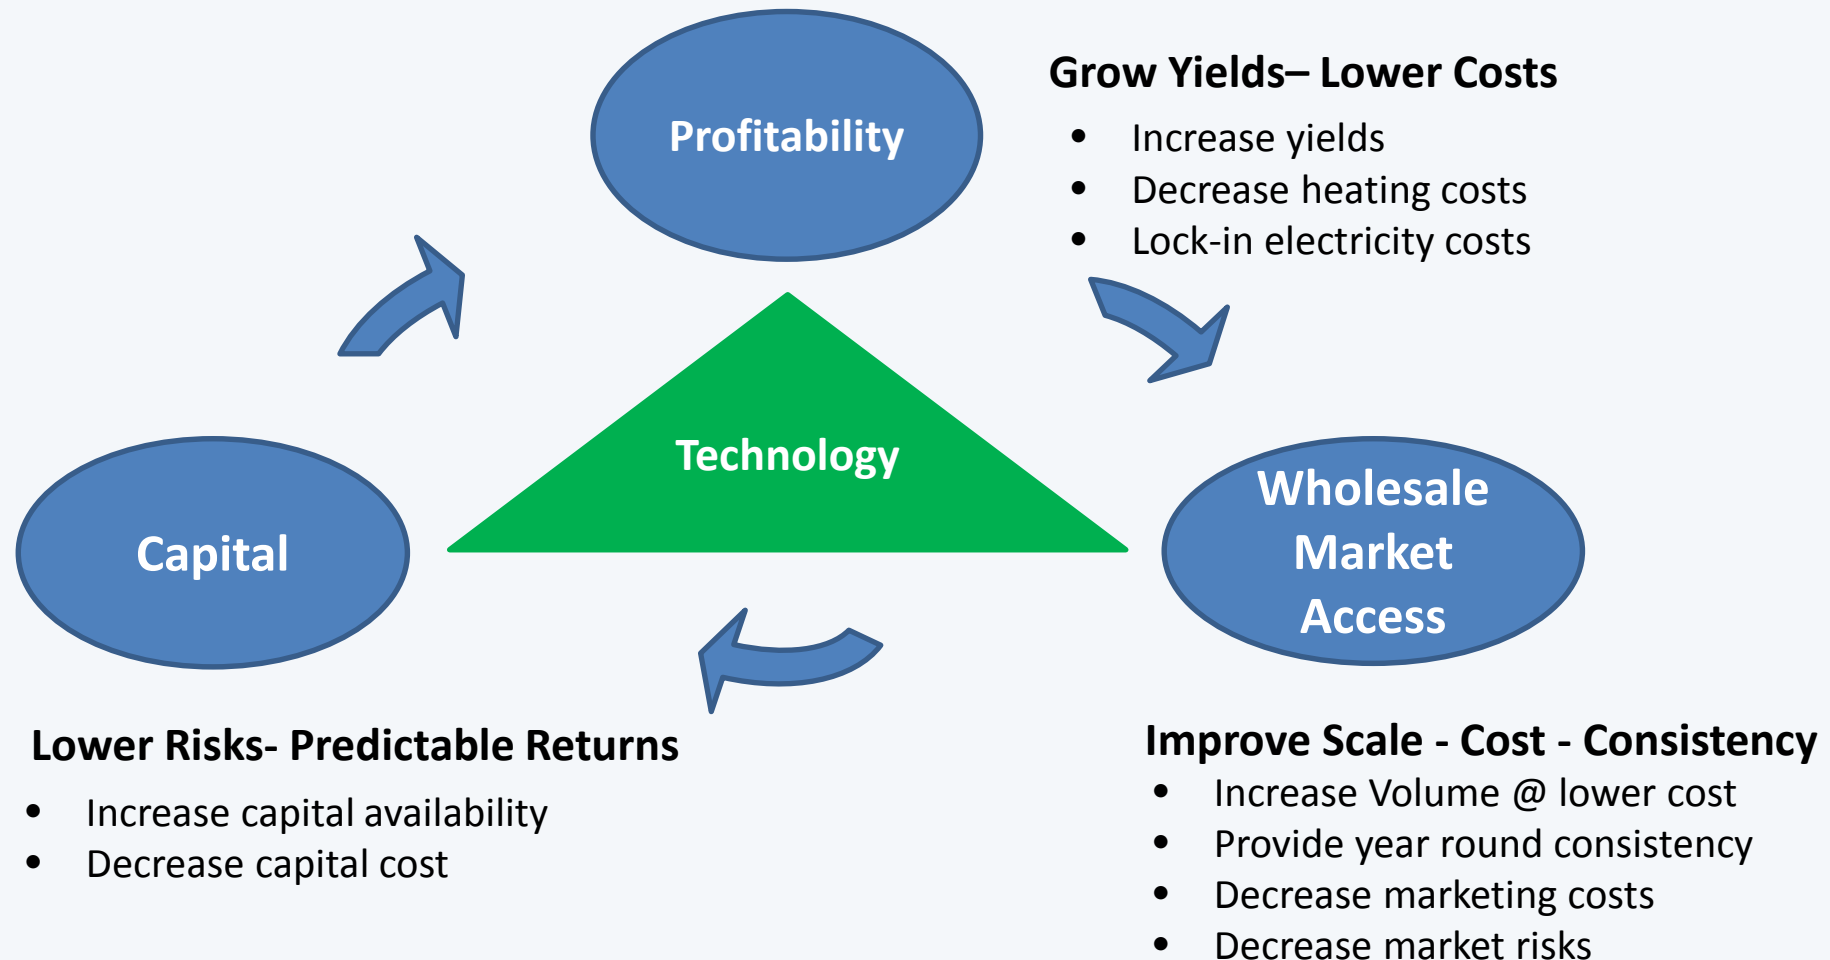 Profitability
Grow Yields– Lower Costs
• Increase yields
• Decrease heating costs
• Lock-in electricity costs
Technology
Capital
Wholesale
Market
Access
Lower Risks- Predictable Returns
• Increase capital availability
• Decrease capital cost
Improve Scale - Cost - Consistency
• Increase Volume @ lower cost
• Provide year round consistency
• Decrease marketing costs
• Decrease market risks